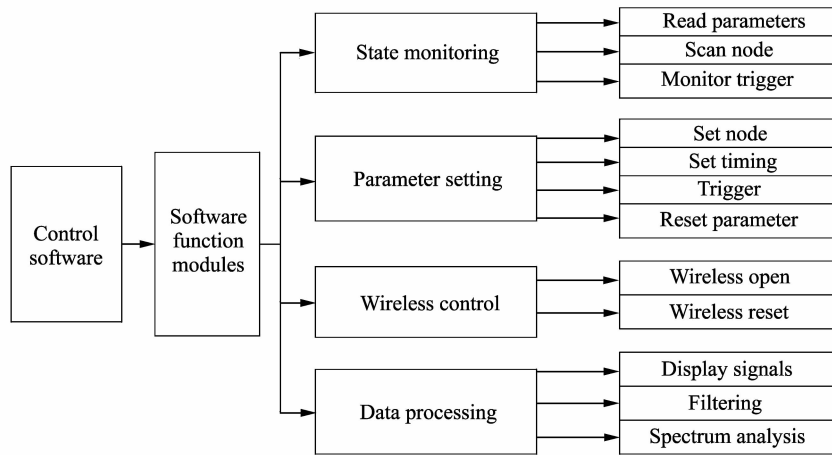 Control
software
Software
function
modules
State monitoring
Read parameters
Scan node
Monitor trigger
Parameter setting
Set node
Set timing
Trigger
Reset parameter
Wireless control
Wireless open
Wireless reset
Data processing
Display signals
Filtering
Spectrum analysis